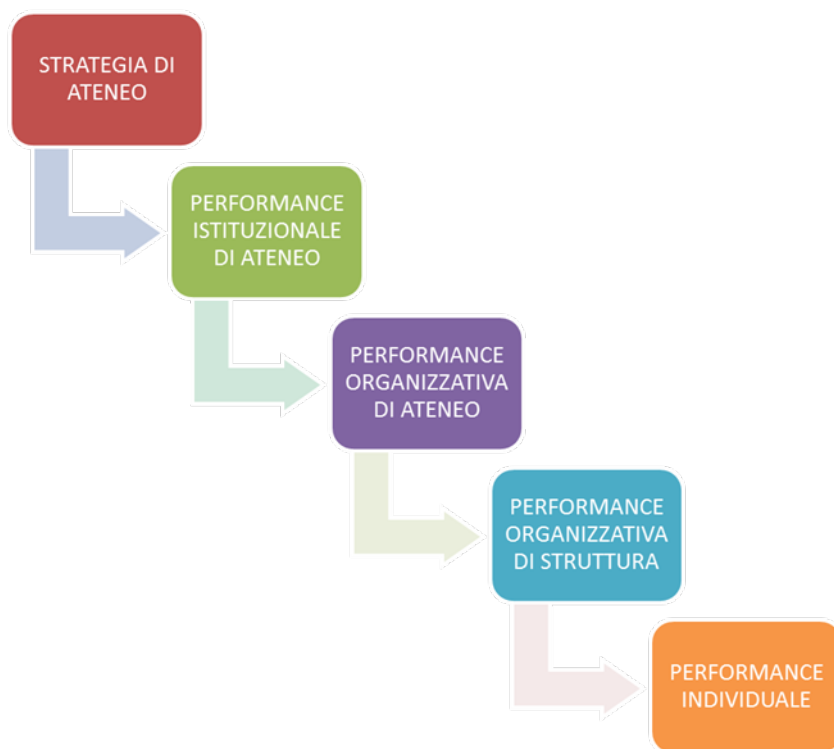 STRATEGIA DI
ATENEO
PERFORMANCE
ISTITUZIONALE
DI ATENEO
PERFORMANCE
ORGANIZZATIVA
DI ATENEO
PERFORMANCE
ORGANIZZATIVA
DI STRUTTURA
PERFORMANCE
INDIVIDUALE